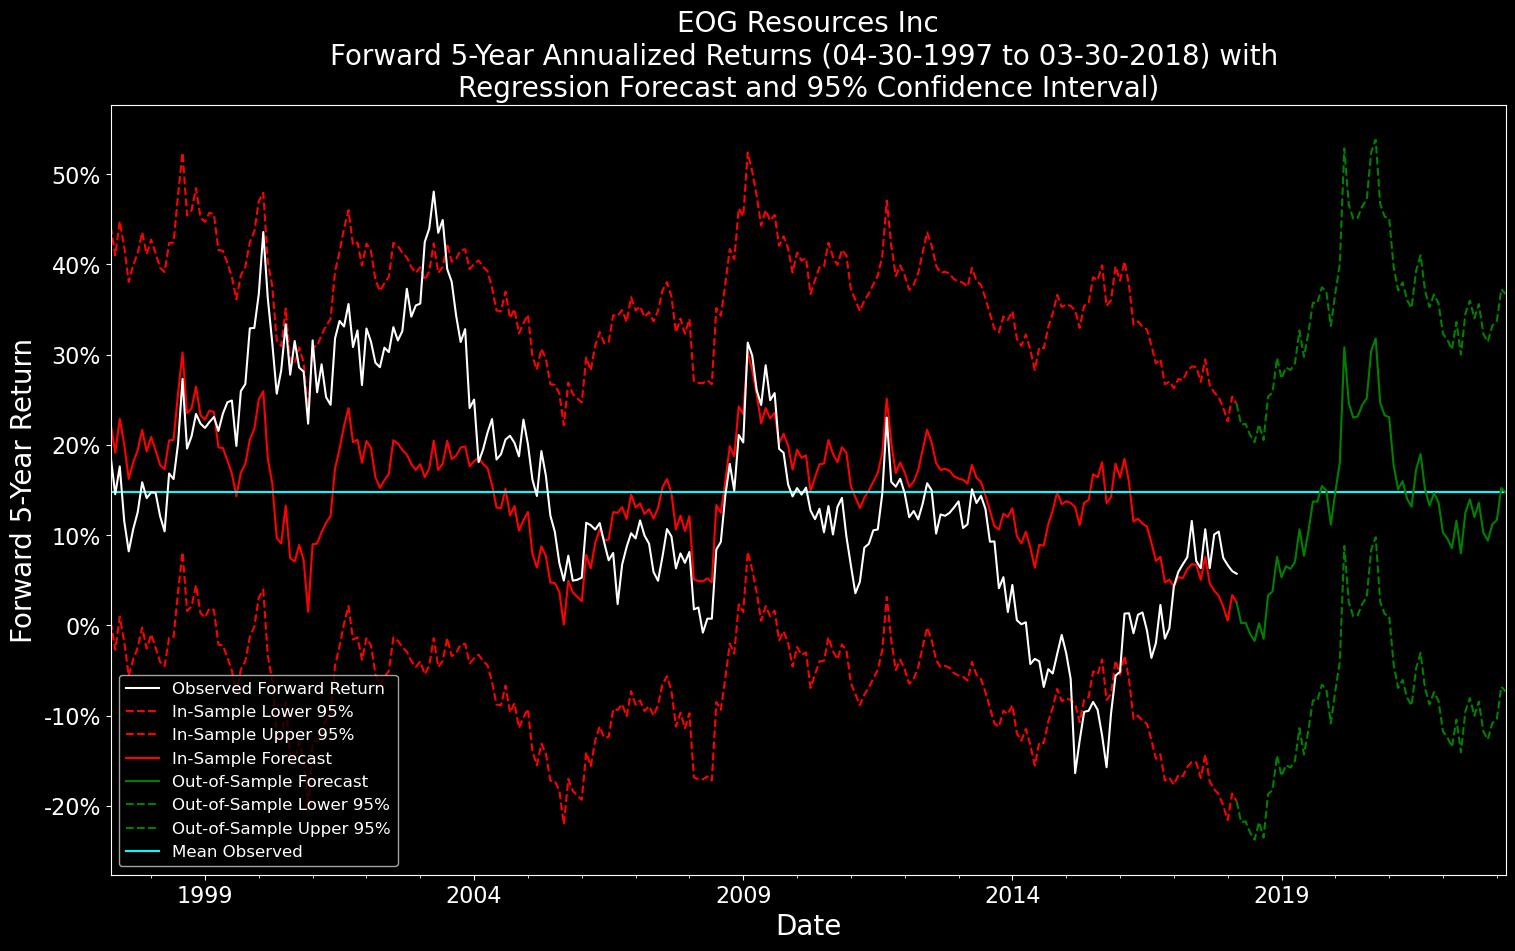 EOG Resources Inc
Forward 5-Year Annualized Returns (04-30-1997 to 03-30-2018) with
Regression Forecast and 95% Confidence Interval)
Forward 5-Year Return
50%
40%
30%
20%
10%
0%
-10%
-20%
Observed Forward Return
In-Sample Lower 95%
In-Sample Upper 95%
In-Sample Forecast
Out-of-Sample Forecast
Out-of-Sample Lower 95%
Out-of-Sample Upper 95%
Mean Observed
1999
2004
2009
2014
2019
Date